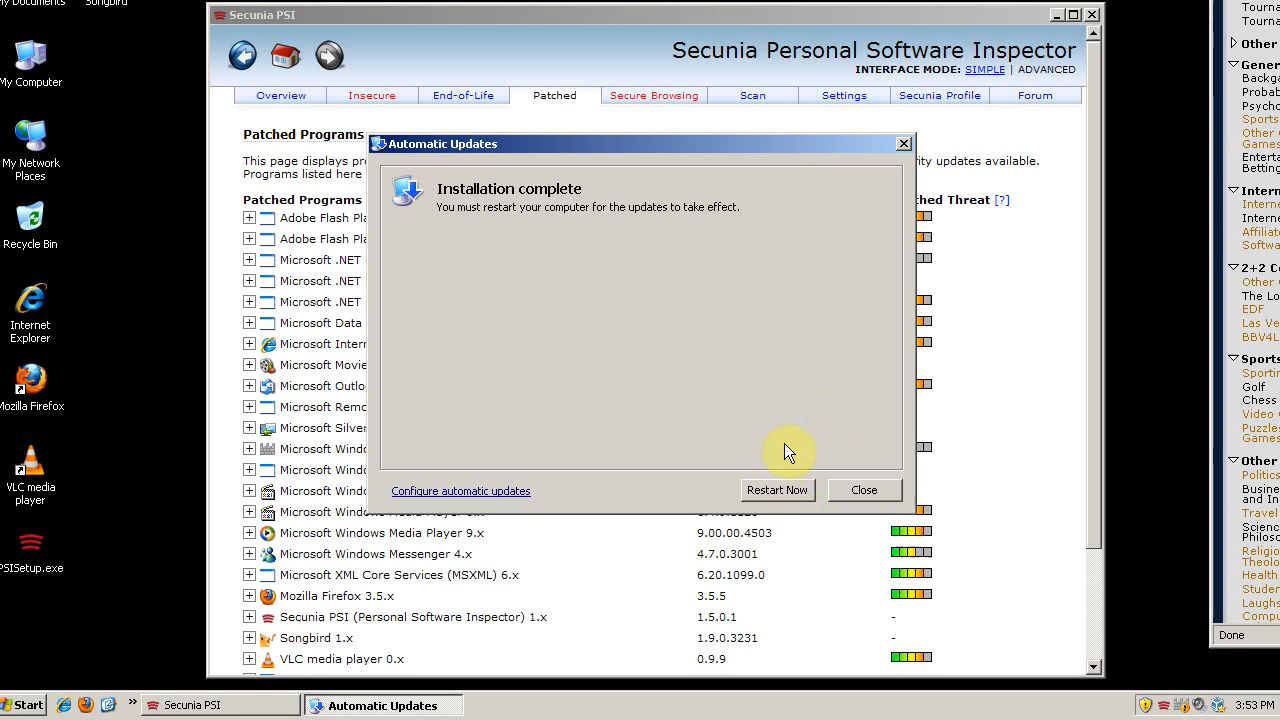 My Documents
Songbird
My Computer
My Network
Places
Recycle Bin
Internet
Explorer
Mozilla Firefox
VLC media
player
PSISetup.exe
Secunia PSI
Secunia Personal Software Inspector
INTERFACE MODE: SIMPLE | ADVANCED
Overview
Insecure
End-of-Life
Patched
Secure Browsing
Scan
Settings
Secunia Profile
Forum
Patched Programs
This page displays
Programs listed here
urity updates available.
Patched Programs
ched Threat [?]
Adobe Flash Pla
Adobe Flash Pla
Microsoft .NET
Microsoft .NET
Microsoft .NET
Microsoft Data
Microsoft Inter
Microsoft Movie
Microsoft Outlo
Microsoft Remo
Microsoft Silver
Microsoft Windo
Microsoft Windo
Microsoft Windo
Microsoft Windo
Microsoft Windows Media Player 9.x 9.00.00.4503
Microsoft Windows Messenger 4.x 4.7.0.3001
Microsoft XML Core Services (MSXML) 6.x 6.20.1099.0
Mozilla Firefox 3.5.x 3.5.5
Secunia PSI (Personal Software Inspector) 1.x 1.5.0.1 -
Songbird 1.x 1.9.0.3231 -
VLC media player 0.x 0.9.9
Automatic Updates
Installation complete
You must restart your computer for the updates to take effect.
Configure automatic updates
Restart Now
Close
Tourna
Tourna
Other
Gener
Backg
Probab
Psycho
Sports
Other
Games
Enterta
Betting
Intern
Interne
Interne
Affiliate
Softwa
2+2 C
Other
The Lo
EDF
Las Ve
BBV4L
Sports
Sportin
Golf
Chess
Video
Puzzles
Games
Other
Politics
Busine
and In
Travel
Science
Philoso
Religio
Theolo
Health
Studen
Laughs
Compu
Done
Start
»
Secunia PSI
Automatic Updates
3:53 PM